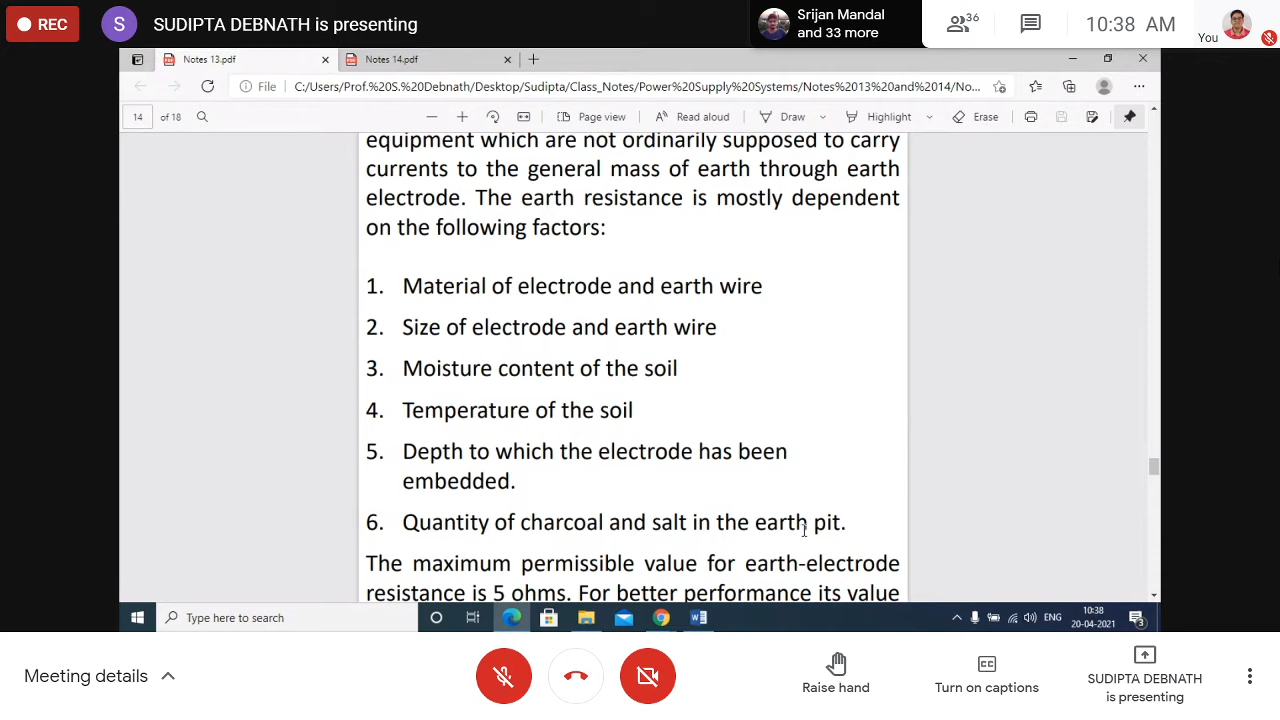 REC
S
SUDIPTA DEBNATH is presenting
Srijan Mandal
and 33 more
36
10:38 AM
You
Notes 13.pdf
Notes 14.pdf
File
C:/Users/Prof.%20S.%20Debnath/Desktop/Sudipta/Class_Notes/Power%20Supply%20Systems/Notes%2013%20and%2014/No...
14 of 18
Page view
Read aloud
Draw
Highlight
Erase
equipment which are not ordinarily supposed to carry
currents to the general mass of earth through earth
electrode. The earth resistance is mostly dependent
on the following factors:
1. Material of electrode and earth wire
2. Size of electrode and earth wire
3. Moisture content of the soil
4. Temperature of the soil
5. Depth to which the electrode has been
embedded.
6. Quantity of charcoal and salt in the earth pit.
The maximum permissible value for earth-electrode
resistance is 5 ohms. For better performance its value
Type here to search
ENG
10:38
20-04-2021
3
Meeting details
Raise hand
Turn on captions
SUDIPTA DEBNATH
is presenting